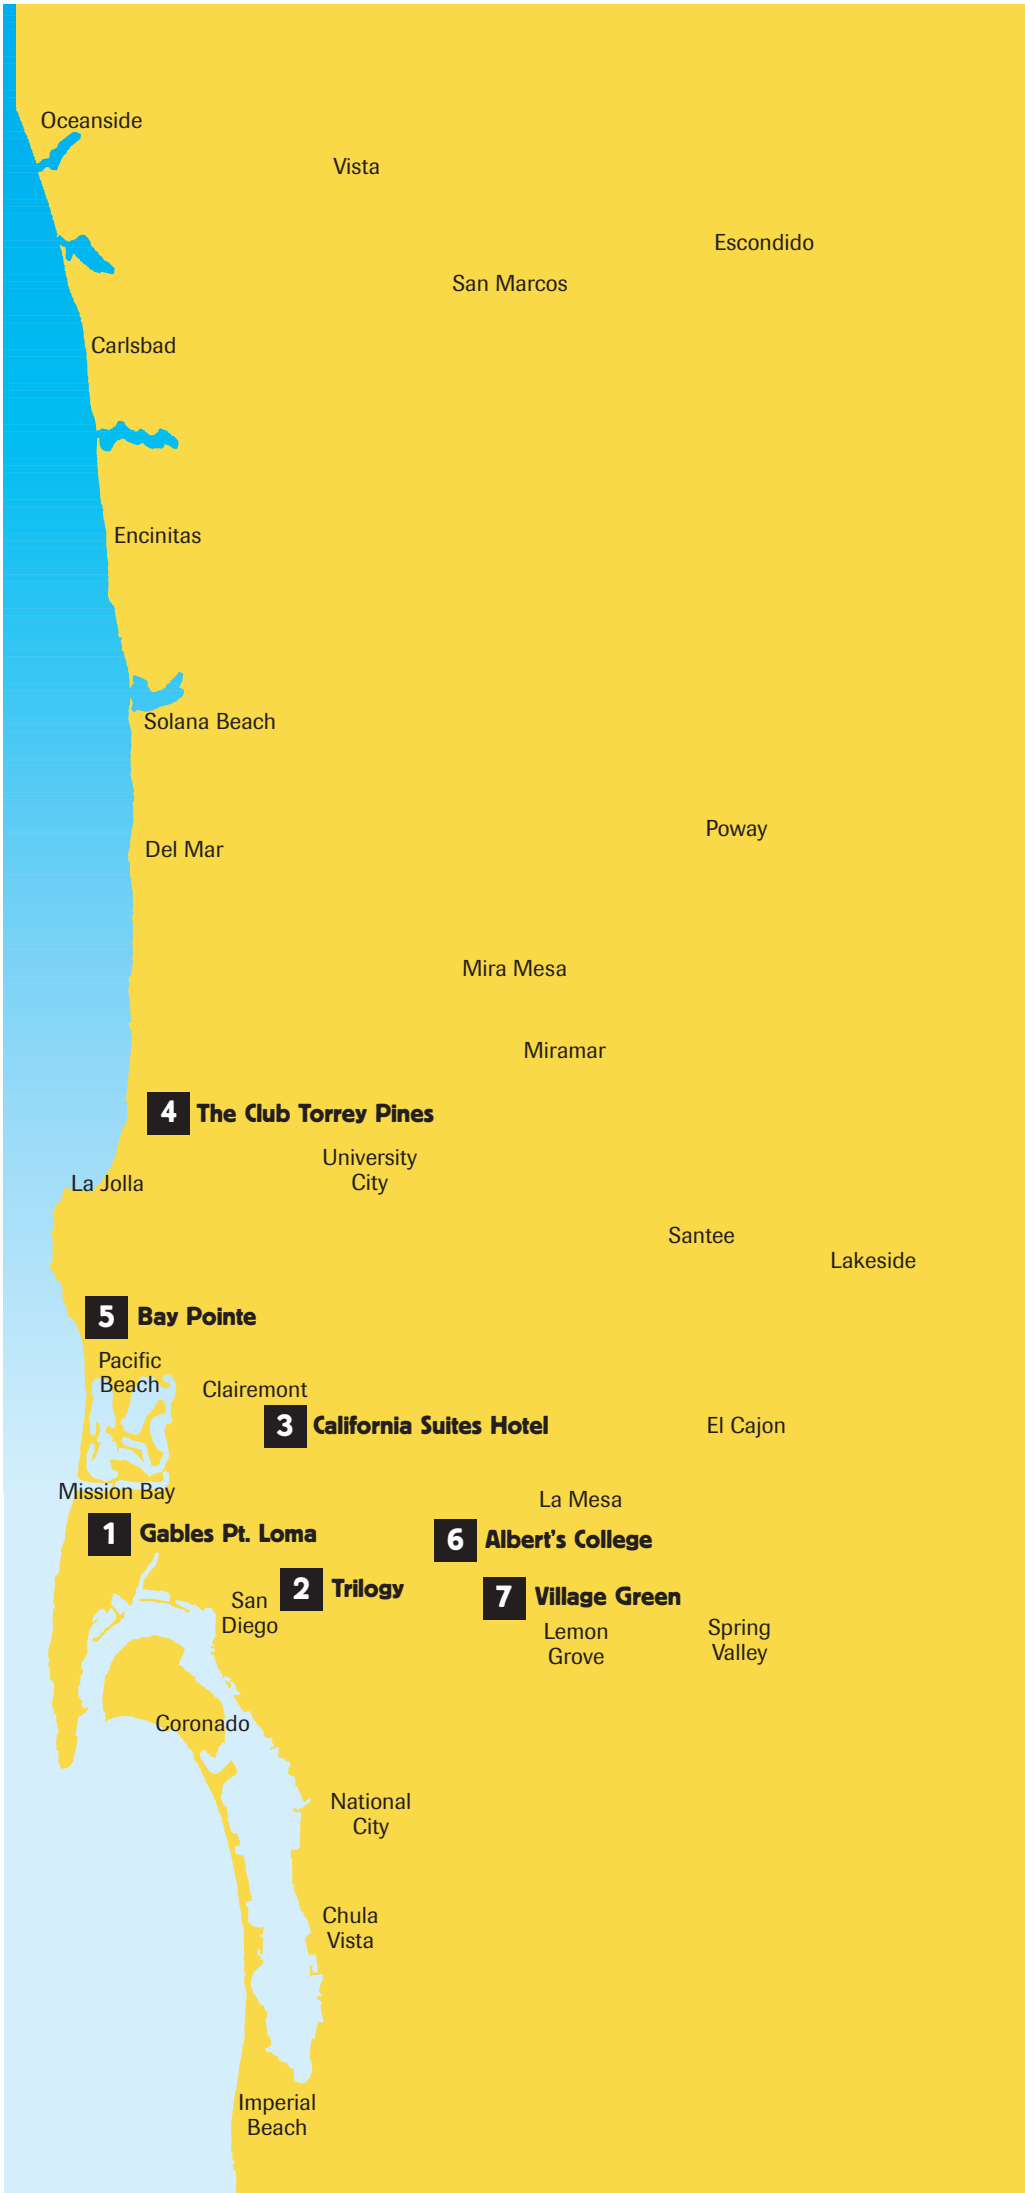 Oceanside
Vista
Escondido
San Marcos
Carlsbad
Encinitas
Solana Beach
Poway
Del Mar
Mira Mesa
Miramar
4 The Club Torrey Pines
University
City
La Jolla
Santee
Lakeside
5 Bay Pointe
Pacific
Beach
Clairemont
3 California Suites Hotel
El Cajon
Mission Bay
La Mesa
1 Gables Pt. Loma
6 Albert's College
2 Trilogy
7 Village Green
San
Diego
Lemon
Grove
Spring
Valley
Coronado
National
City
Chula
Vista
Imperial
Beach